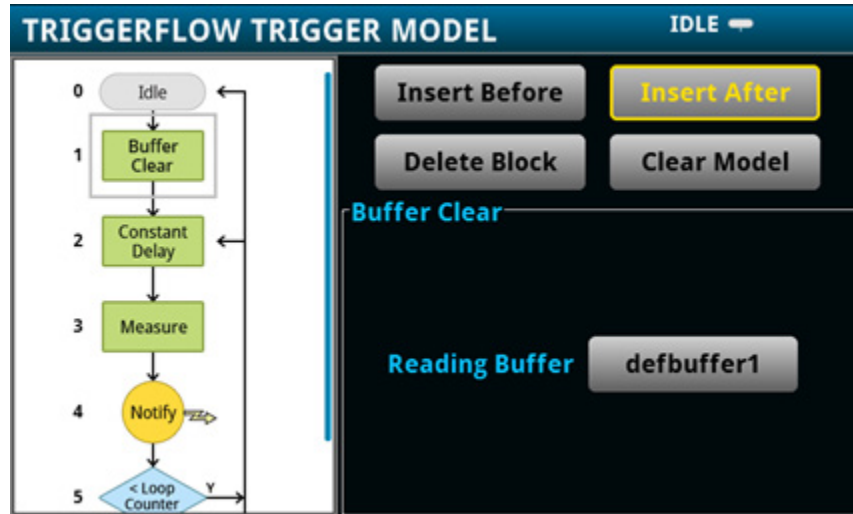 TRIGGERFLOW TRIGGER MODEL
IDLE
0
Idle
1
Buffer
Clear
2
Constant
Delay
3
Measure
4
Notify
5
< Loop
Counter
Y
Insert Before
Insert After
Delete Block
Clear Model
Buffer Clear
Reading Buffer
defbuffer1